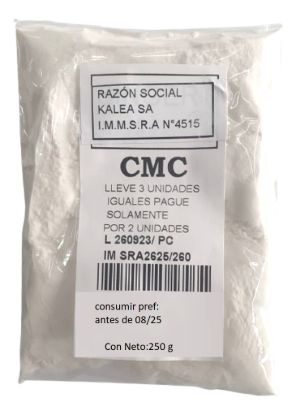 RAZÓN SOCIAL
KALEA SA
I.M.M.S.R.A N°4515
CMC
LLEVE 3 UNIDADES
IGUALES PAGUE
SOLAMENTE
POR 2 UNIDADES
L 260923/ PC
IM SRA2625/260
consumir pref:
antes de 08/25
Con Neto:250 g